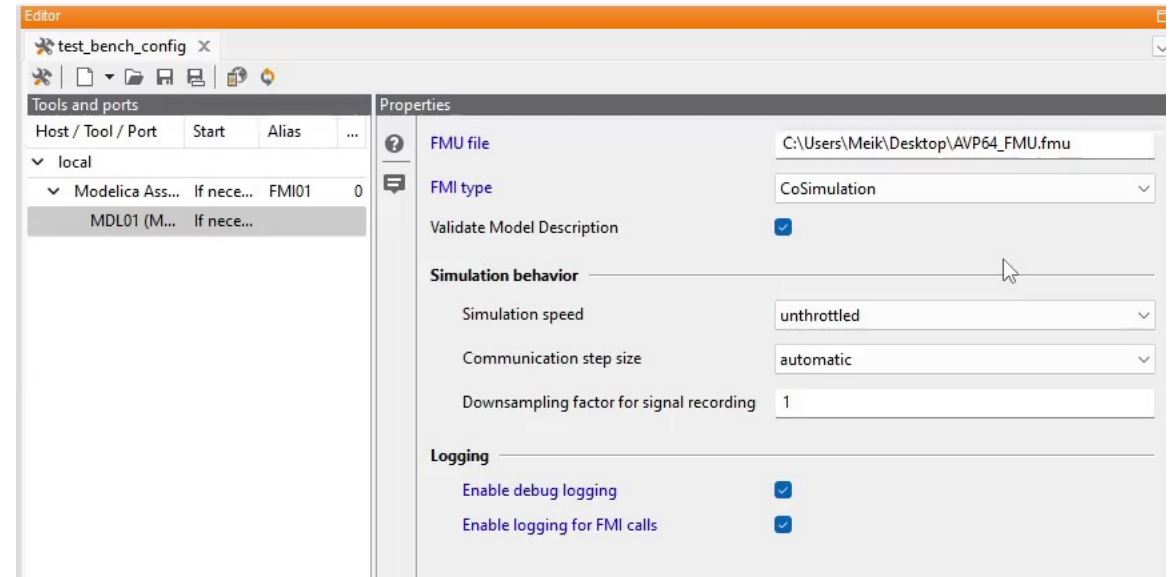 Editor
test_bench_config
Tools and ports
Host / Tool / Port Start Alias ...
local
Modelica Ass... If nece... FMI01 0
MDL01 (M... If nece...
Properties
FMU file C:\Users\Meik\Desktop\AVP64_FMU.fmu
FMI type CoSimulation
Validate Model Description
Simulation behavior
Simulation speed unthrottled
Communication step size automatic
Downsampling factor for signal recording 1
Logging
Enable debug logging
Enable logging for FMI calls